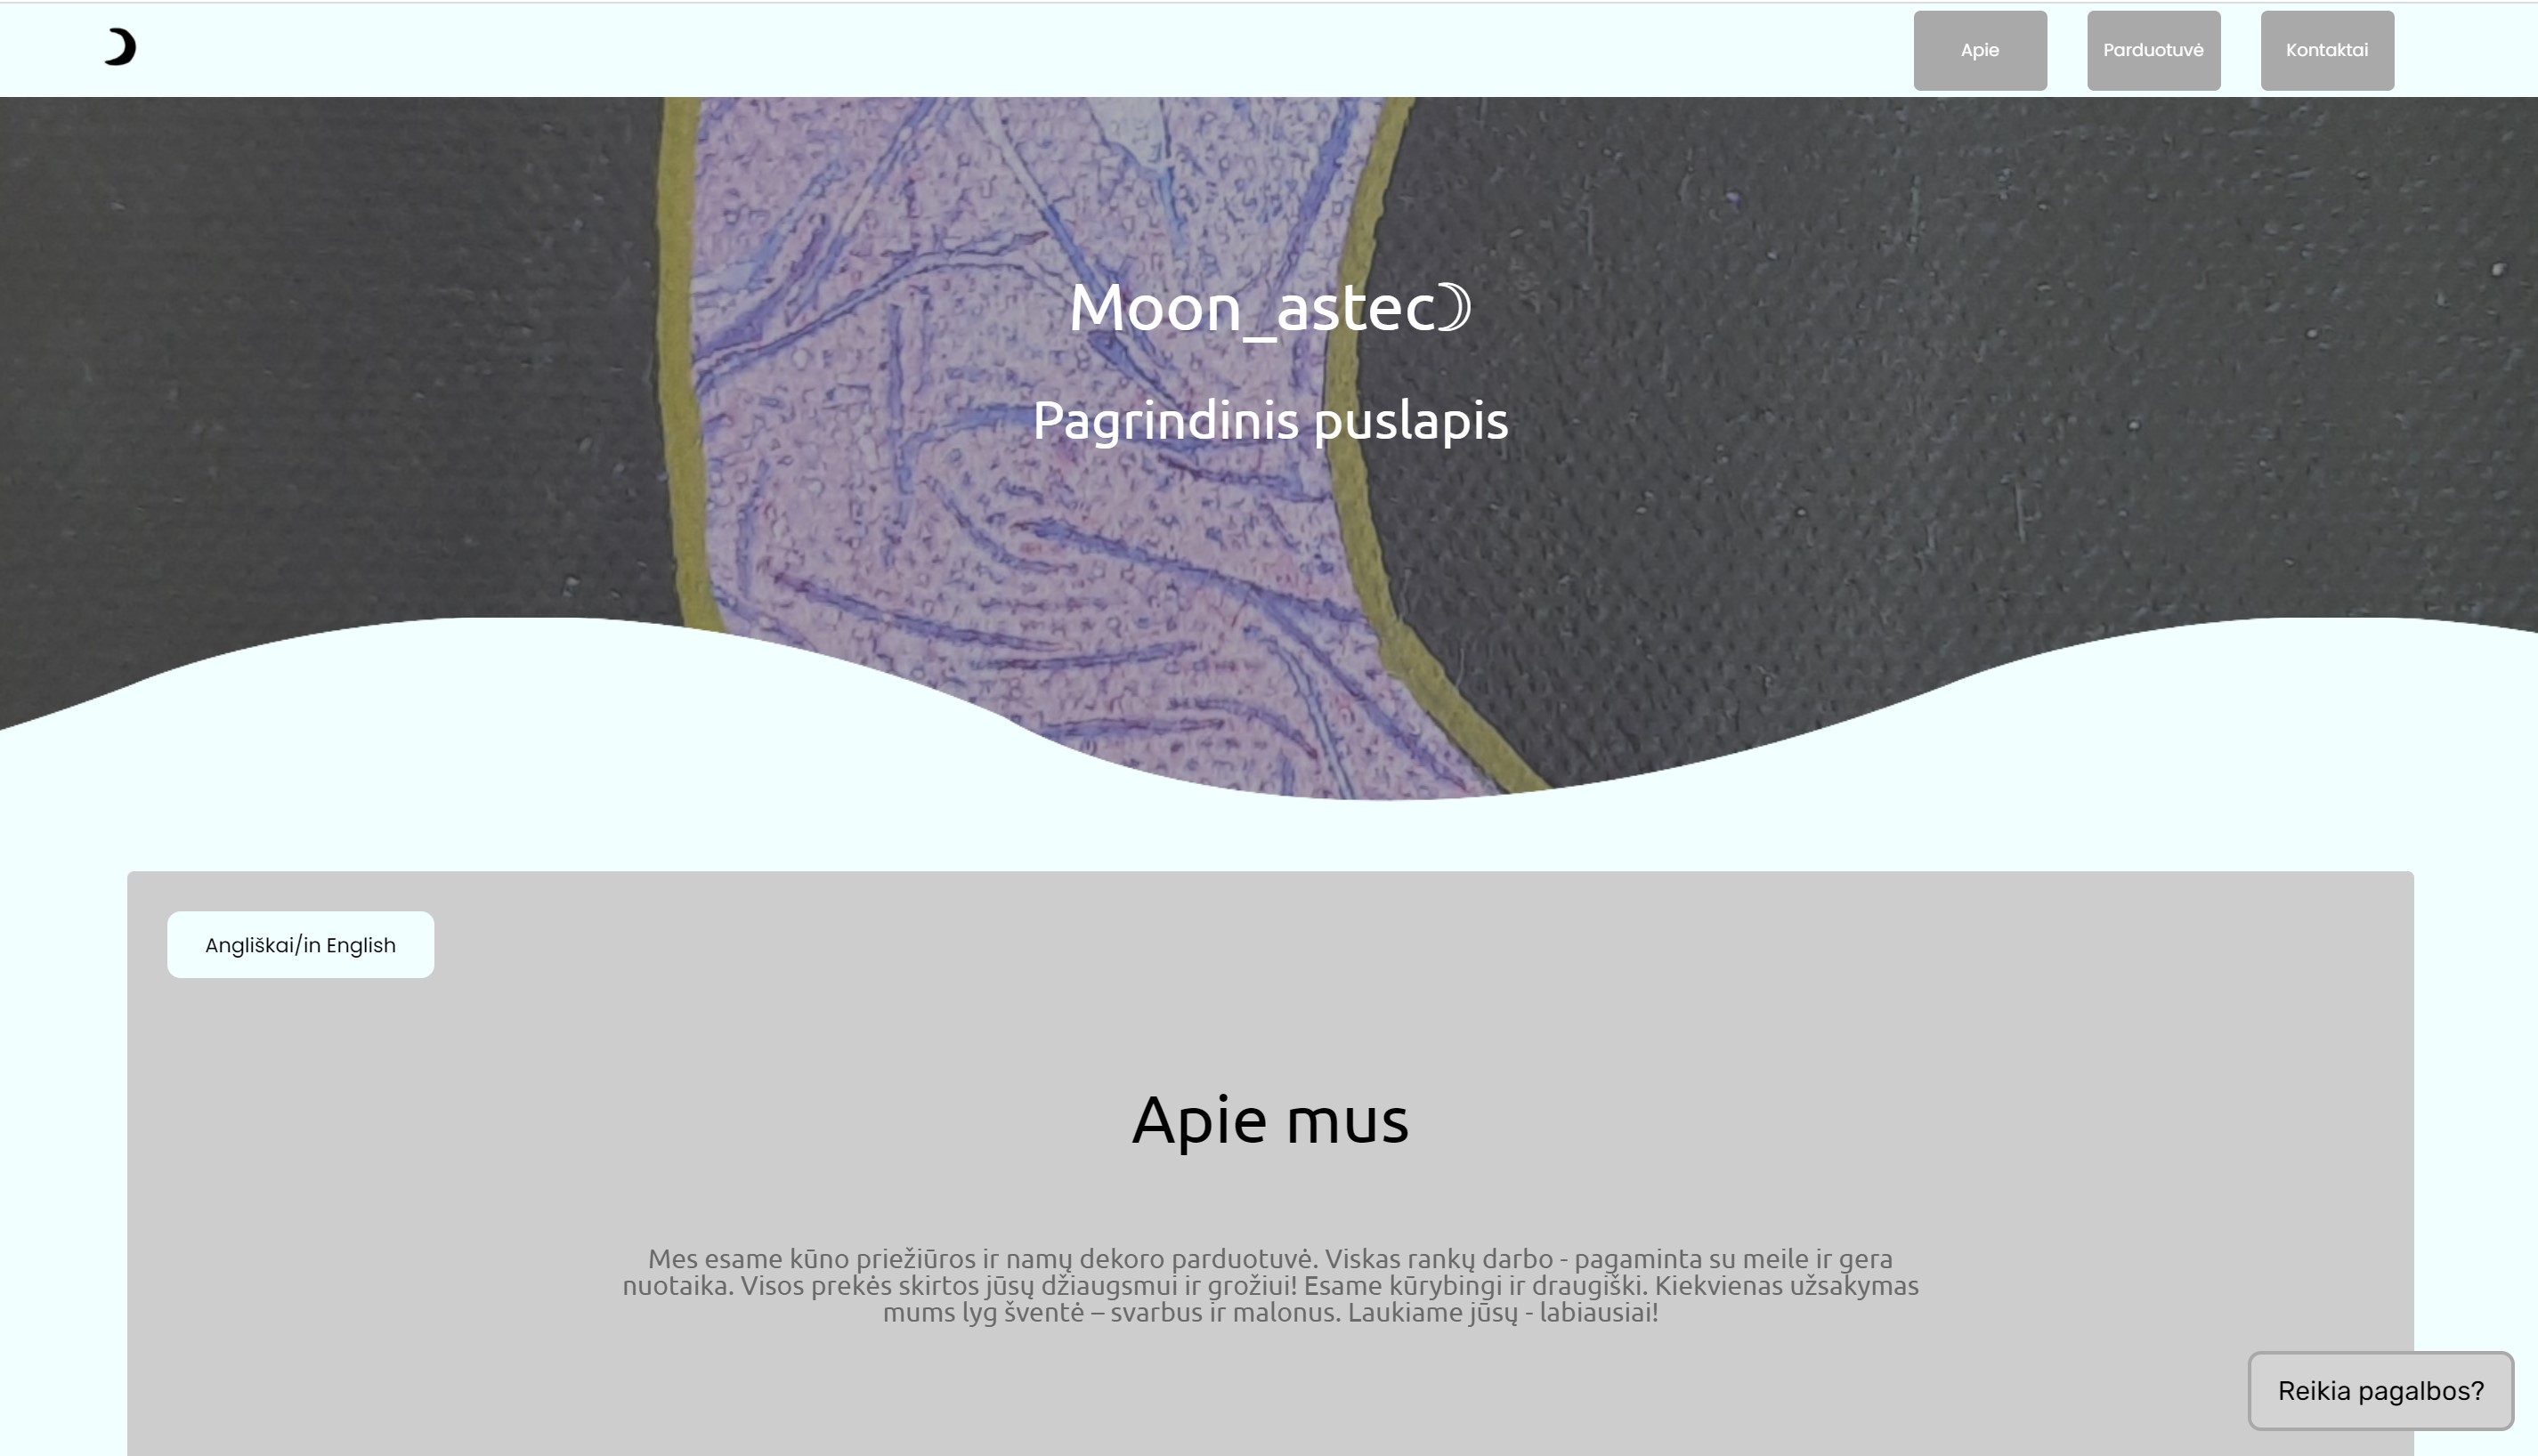 Apie
Parduotuvė
Kontaktai
Moon_astec☽
Pagrindinis puslapis
Angliškai/in English
Apie mus
Mes esame kūno priežiūros ir namų dekoro parduotuvė. Viskas rankų darbo - pagaminta su meile ir gera
nuotaika. Visos prekės skirtos jūsų džiaugsmui ir grožiui! Esame kūrybingi ir draugiški. Kiekvienas užsakymas
mums lyg šventė – svarbus ir malonus. Laukiame jūsų - labiausiai!
Reikia pagalbos?